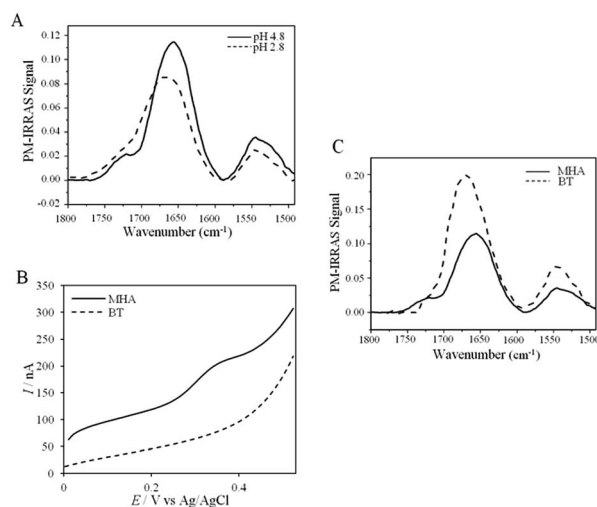 A
0.12
0.10
0.08
0.06
0.04
0.02
0.00
-0.02
PM-IRRAS Signal
pH 4.8
pH 2.8
1800 1750 1700 1650 1600 1550 1500
Wavenumber (cm-1)
B
350
300
250
200
150
100
50
0
I / nA
MHA
BT
0 0.2 0.4
E / V vs Ag/AgCl
C
0.20
0.15
0.10
0.05
0.00
PM-IRRAS Signal
MHA
BT
1800 1750 1700 1650 1600 1550 1500
Wavenumber (cm-1)